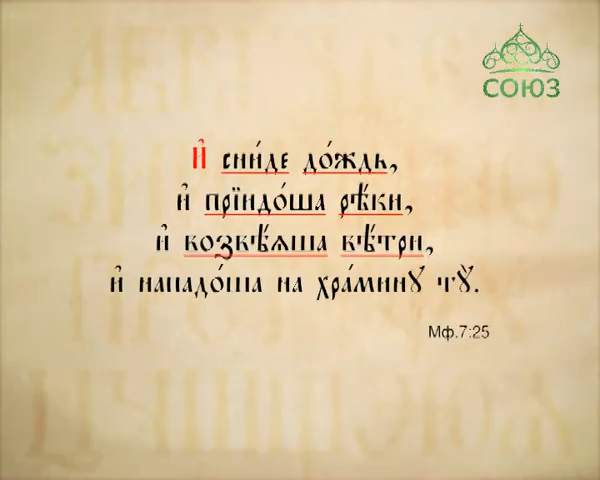 СОЮЗ
И҆ сни́де до́ждь,
и҆ прїидо́ша рѣ́ки,
и҆ возвѣ́ѧша вѣ́три,
и҆ нападо́ша на хра́минꙋ тꙋ̀.
Мф.7:25